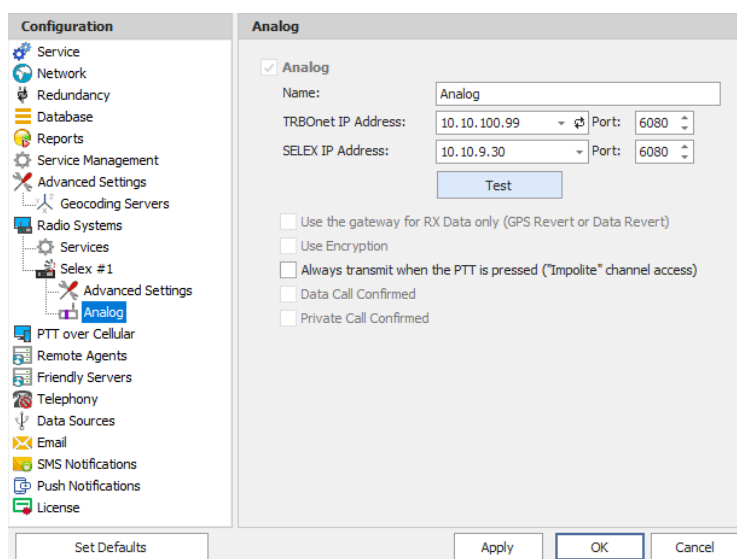 Configuration
Service
Network
Redundancy
Database
Reports
Service Management
Advanced Settings
Geocoding Servers
Radio Systems
Services
Selex #1
Advanced Settings
Analog
PTT over Cellular
Remote Agents
Friendly Servers
Telephony
Data Sources
Email
SMS Notifications
Push Notifications
License
Analog
Analog
Name: Analog
TRBOnet IP Address: 10.10.100.99 Port: 6080
SELEX IP Address: 10.10.9.30 Port: 6080
Test
Use the gateway for RX Data only (GPS Revert or Data Revert)
Use Encryption
Always transmit when the PTT is pressed ("Impolite" channel access)
Data Call Confirmed
Private Call Confirmed
Set Defaults Apply OK Cancel